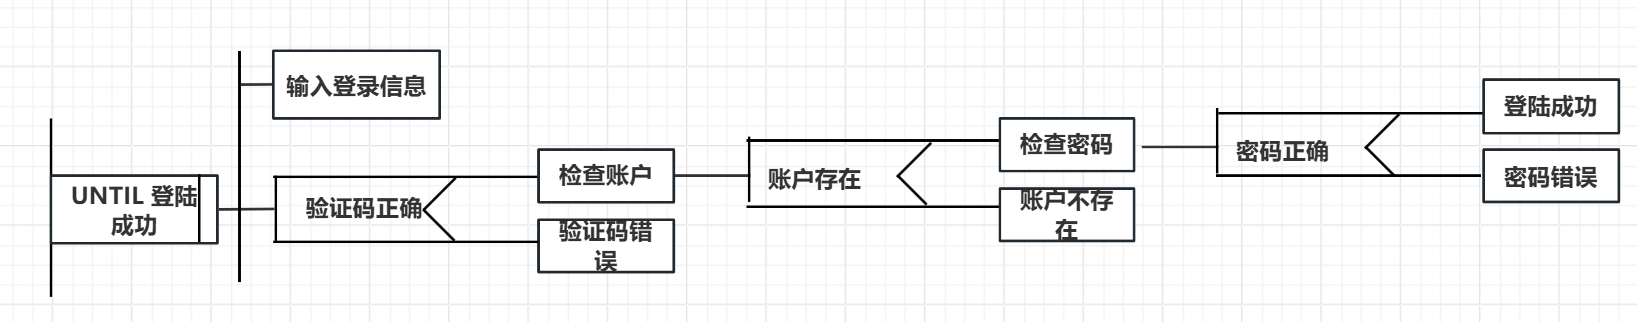 UNTIL 登陆
成功
输入登录信息
验证码正确
检查账户
验证码错
误
账户存在
检查密码
账户不存
在
密码正确
登陆成功
密码错误